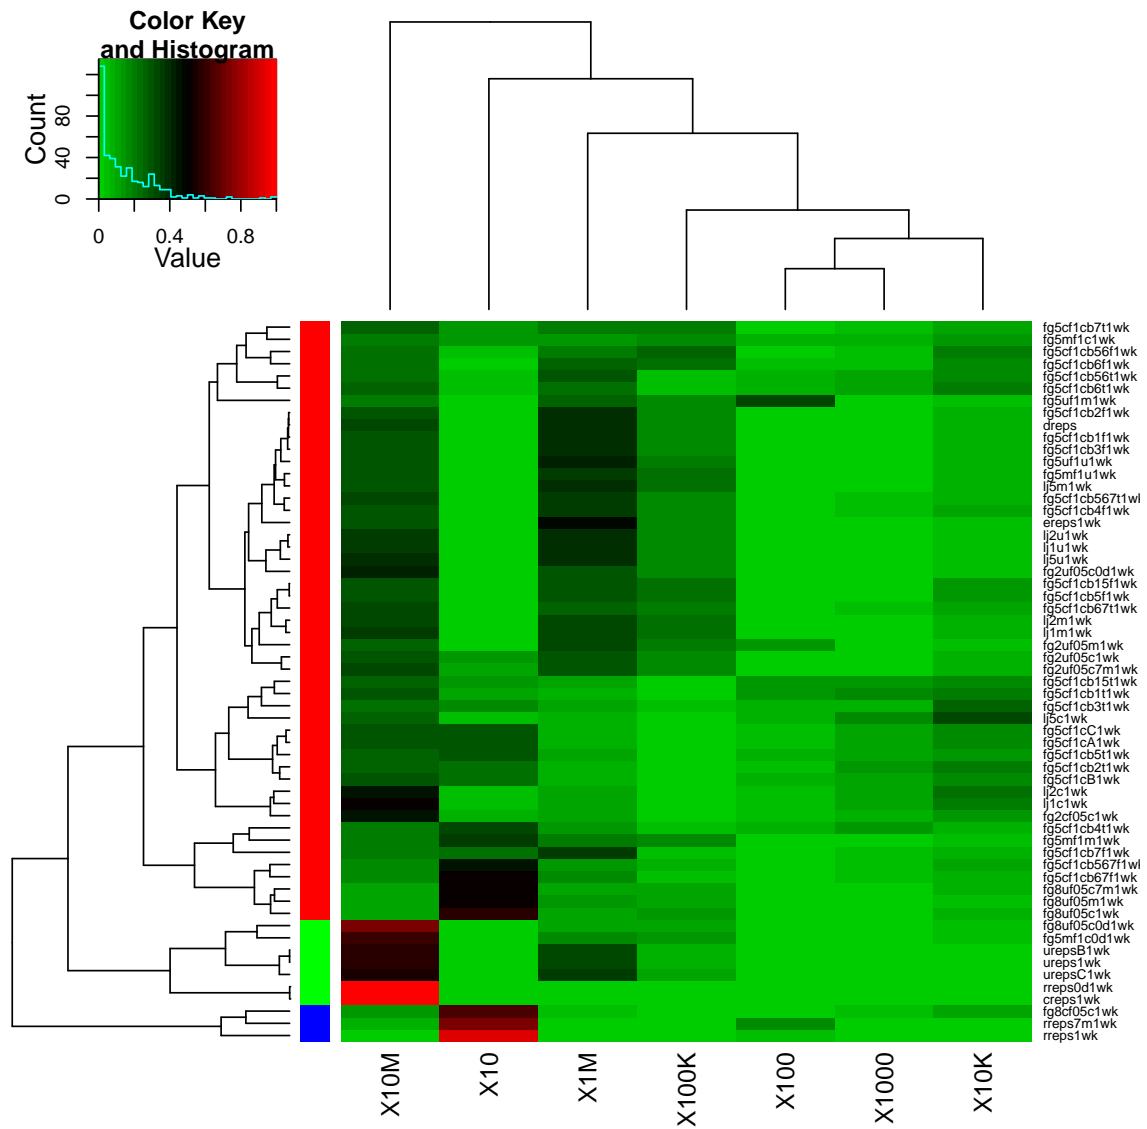 Color Key
and Histogram
Count
0
40
80
0
0.4
0.8
Value
fg5cf1cb7t1wk
fg5mf1c1wk
fg5cf1cb56f1wk
fg5cf1cb6f1wk
fg5cf1cb56t1wk
fg5cf1cb6t1wk
fg5uf1m1wk
fg5cf1cb2f1wk
dreps
fg5cf1cb1f1wk
fg5cf1cb3f1wk
fg5uf1u1wk
fg5mf1u1wk
lj5m1wk
fg5cf1cb567t1wl
fg5cf1cb4f1wk
ereps1wk
lj2u1wk
lj1u1wk
lj5u1wk
fg2uf05c0d1wk
fg5cf1cb15f1wk
fg5cf1cb5f1wk
fg5cf1cb67t1wk
lj2m1wk
lj1m1wk
fg2uf05m1wk
fg2uf05c1wk
fg2uf05c7m1wk
fg5cf1cb15t1wk
fg5cf1cb1t1wk
fg5cf1cb3t1wk
lj5c1wk
fg5cf1cC1wk
fg5cf1cA1wk
fg5cf1cb5t1wk
fg5cf1cb2t1wk
fg5cf1cB1wk
lj2c1wk
lj1c1wk
fg2cf05c1wk
fg5cf1cb4t1wk
fg5mf1m1wk
fg5cf1cb7f1wk
fg5cf1cb567f1wl
fg5cf1cb67f1wk
fg8uf05c7m1wk
fg8uf05m1wk
fg8uf05c1wk
fg8uf05c0d1wk
fg5mf1c0d1wk
urepsB1wk
ureps1wk
urepsC1wk
rreps0d1wk
creps1wk
fg8cf05c1wk
rreps7m1wk
rreps1wk
X10M
X10
X1M
X100K
X100
X1000
X10K